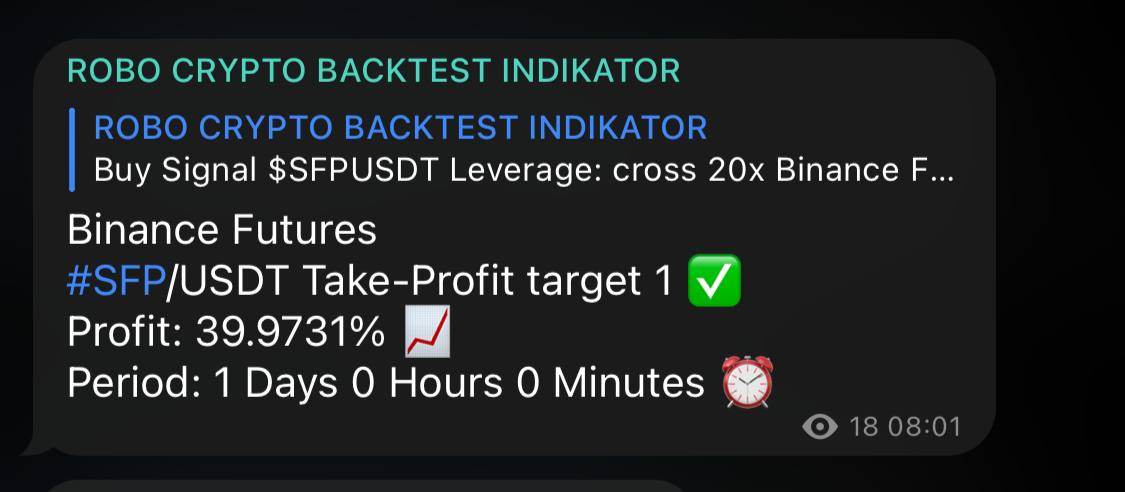 ROBO CRYPTO BACKTEST INDIKATOR
ROBO CRYPTO BACKTEST INDIKATOR
Buy Signal $SFPUSDT Leverage: cross 20x Binance F...
Binance Futures
#SFP/USDT Take-Profit target 1 ✅
Profit: 39.9731% 📈
Period: 1 Days 0 Hours 0 Minutes ⏰
18 08:01